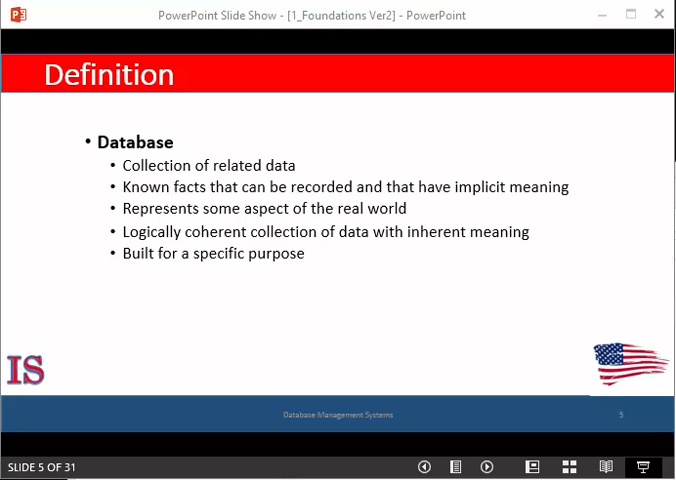 PowerPoint Slide Show - [1_Foundations Ver2] - PowerPoint
Definition
• Database
• Collection of related data
• Known facts that can be recorded and that have implicit meaning
• Represents some aspect of the real world
• Logically coherent collection of data with inherent meaning
• Built for a specific purpose
IS
Database Management Systems
5
SLIDE 5 OF 31